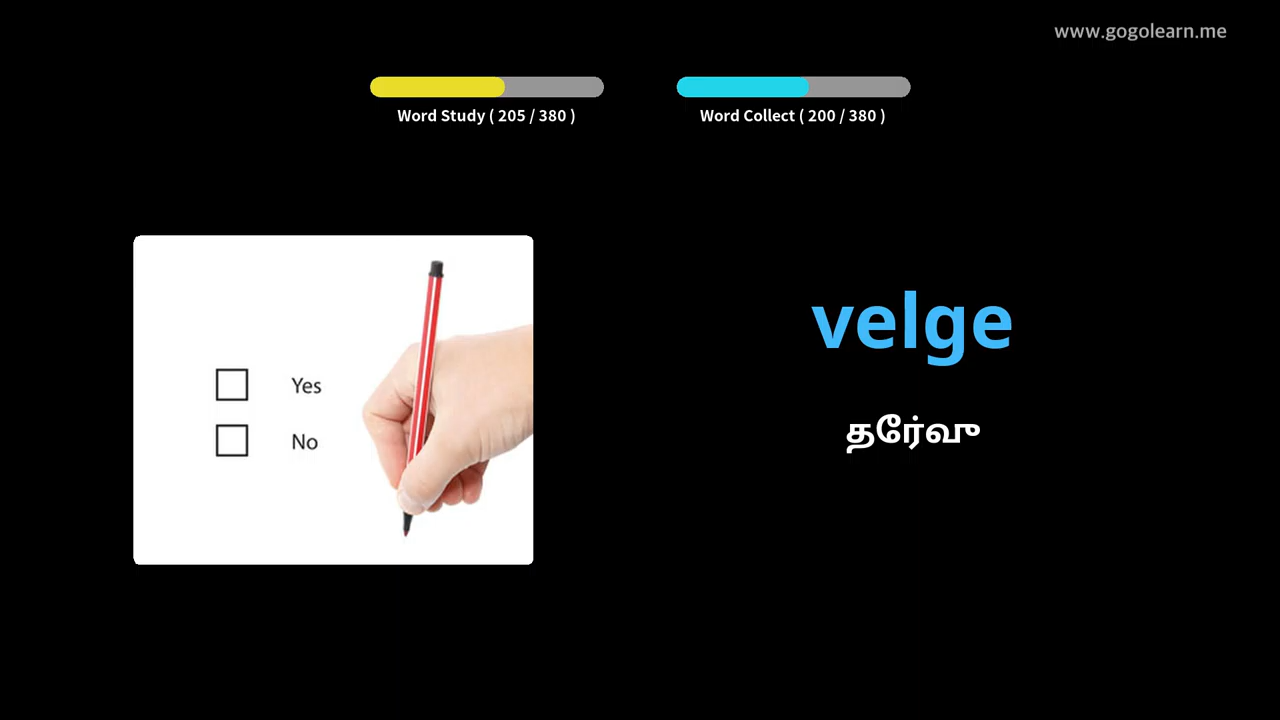 www.gogolearn.me
Word Study ( 205 / 380 )
Word Collect ( 200 / 380 )
Yes
No
velge
தர்ேவு